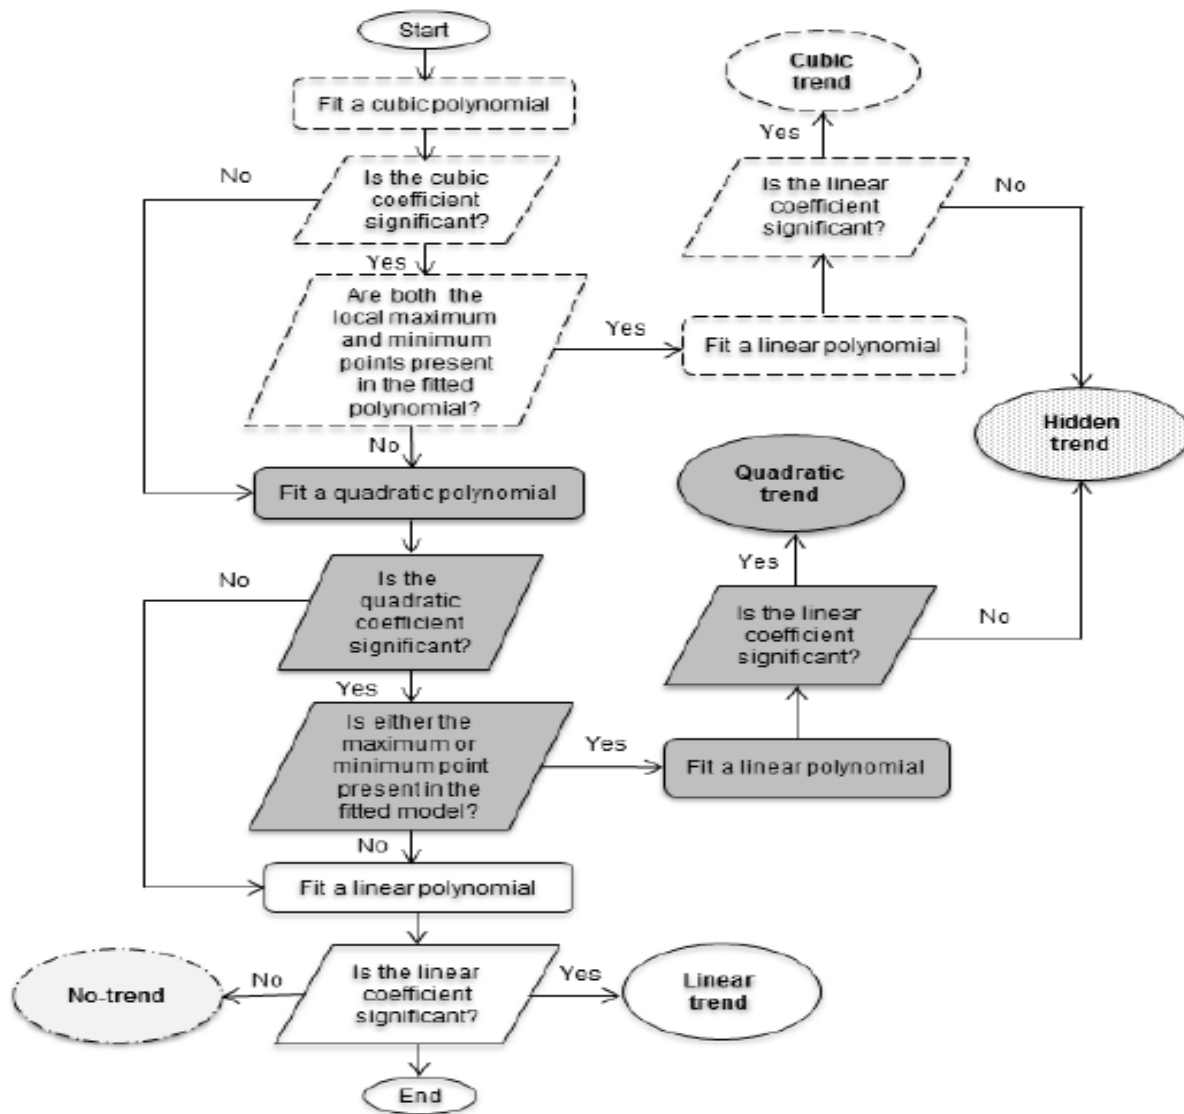 Start
Fit a cubic polynomial
Is the cubic
coefficient
significant?
No
Yes
Are both the
local maximum
and minimum
points present
in the fitted
polynomial?
Yes
Fit a linear polynomial
Is the linear
coefficient
significant?
Yes
Cubic
trend
No
Hidden
trend
No
Fit a quadratic polynomial
Is the
quadratic
coefficient
significant?
No
Yes
Is either the
maximum or
minimum point
present in the
fitted model?
Yes
Fit a linear polynomial
Is the linear
coefficient
significant?
Yes
Quadratic
trend
No
No
Fit a linear polynomial
Is the linear
coefficient
significant?
No
No-trend
Yes
Linear
trend
End